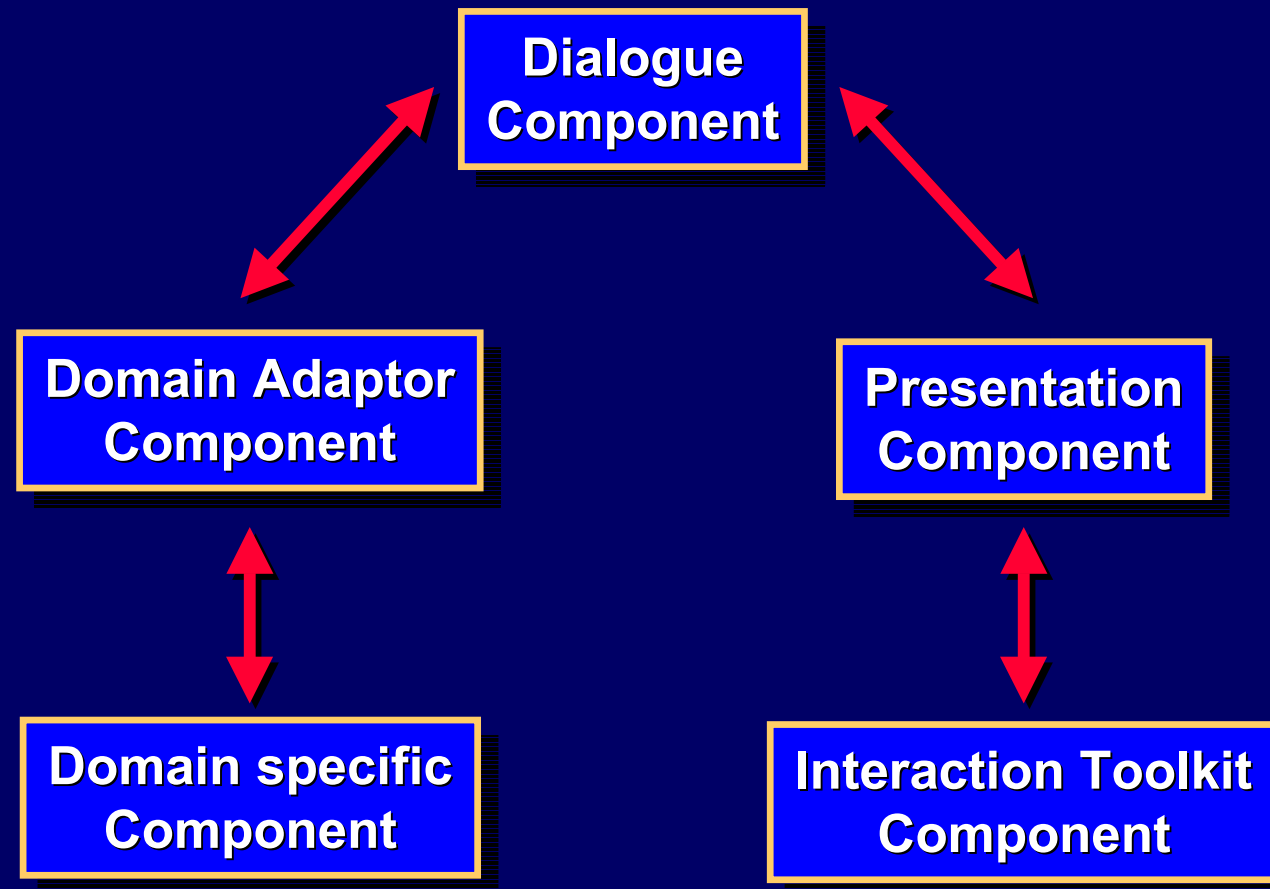 Dialogue
Component
Domain Adaptor
Component
Presentation
Component
Domain specific
Component
Interaction Toolkit
Component